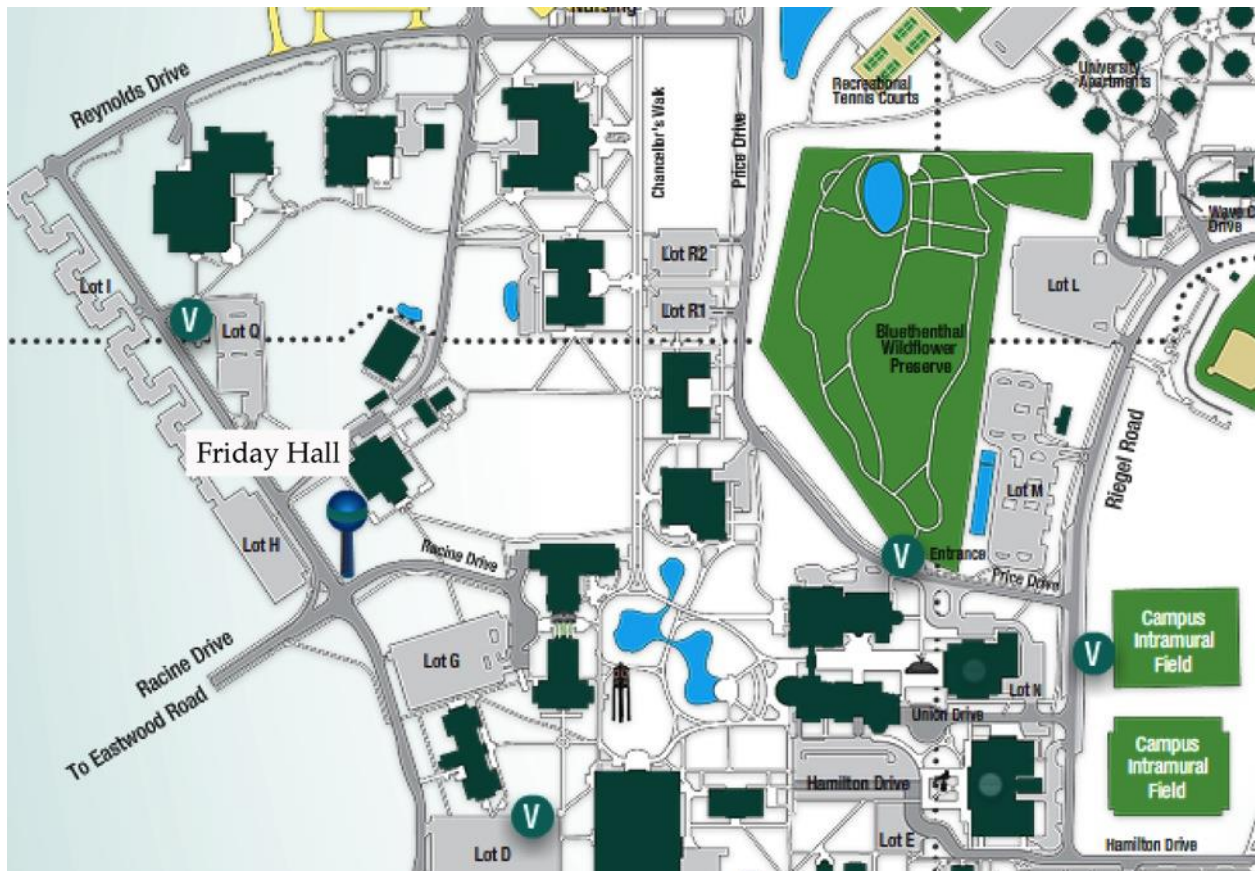 Nursing
Reynolds Drive
Chancellor's Walk
Price Drive
Recreational
Tennis Courts
University
Apartments
Drive
Lot I
Lot Q
Lot R2
Lot R1
Lot L
Bluethenthal
Wildflower
Preserve
V
Friday Hall
Lot H
Racine Drive
Lot M
Riegel Road
V
Entrance
Price Drive
Racine Drive
To Eastwood Road
Lot G
Campus
Intramural
Field
V
Lot N
Union Drive
Campus
Intramural
Field
Hamilton Drive
V
Lot D
Lot E
Hamilton Drive